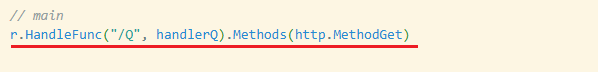 // main
r.HandleFunc("/Q", handlerQ).Methods(http.MethodGet)